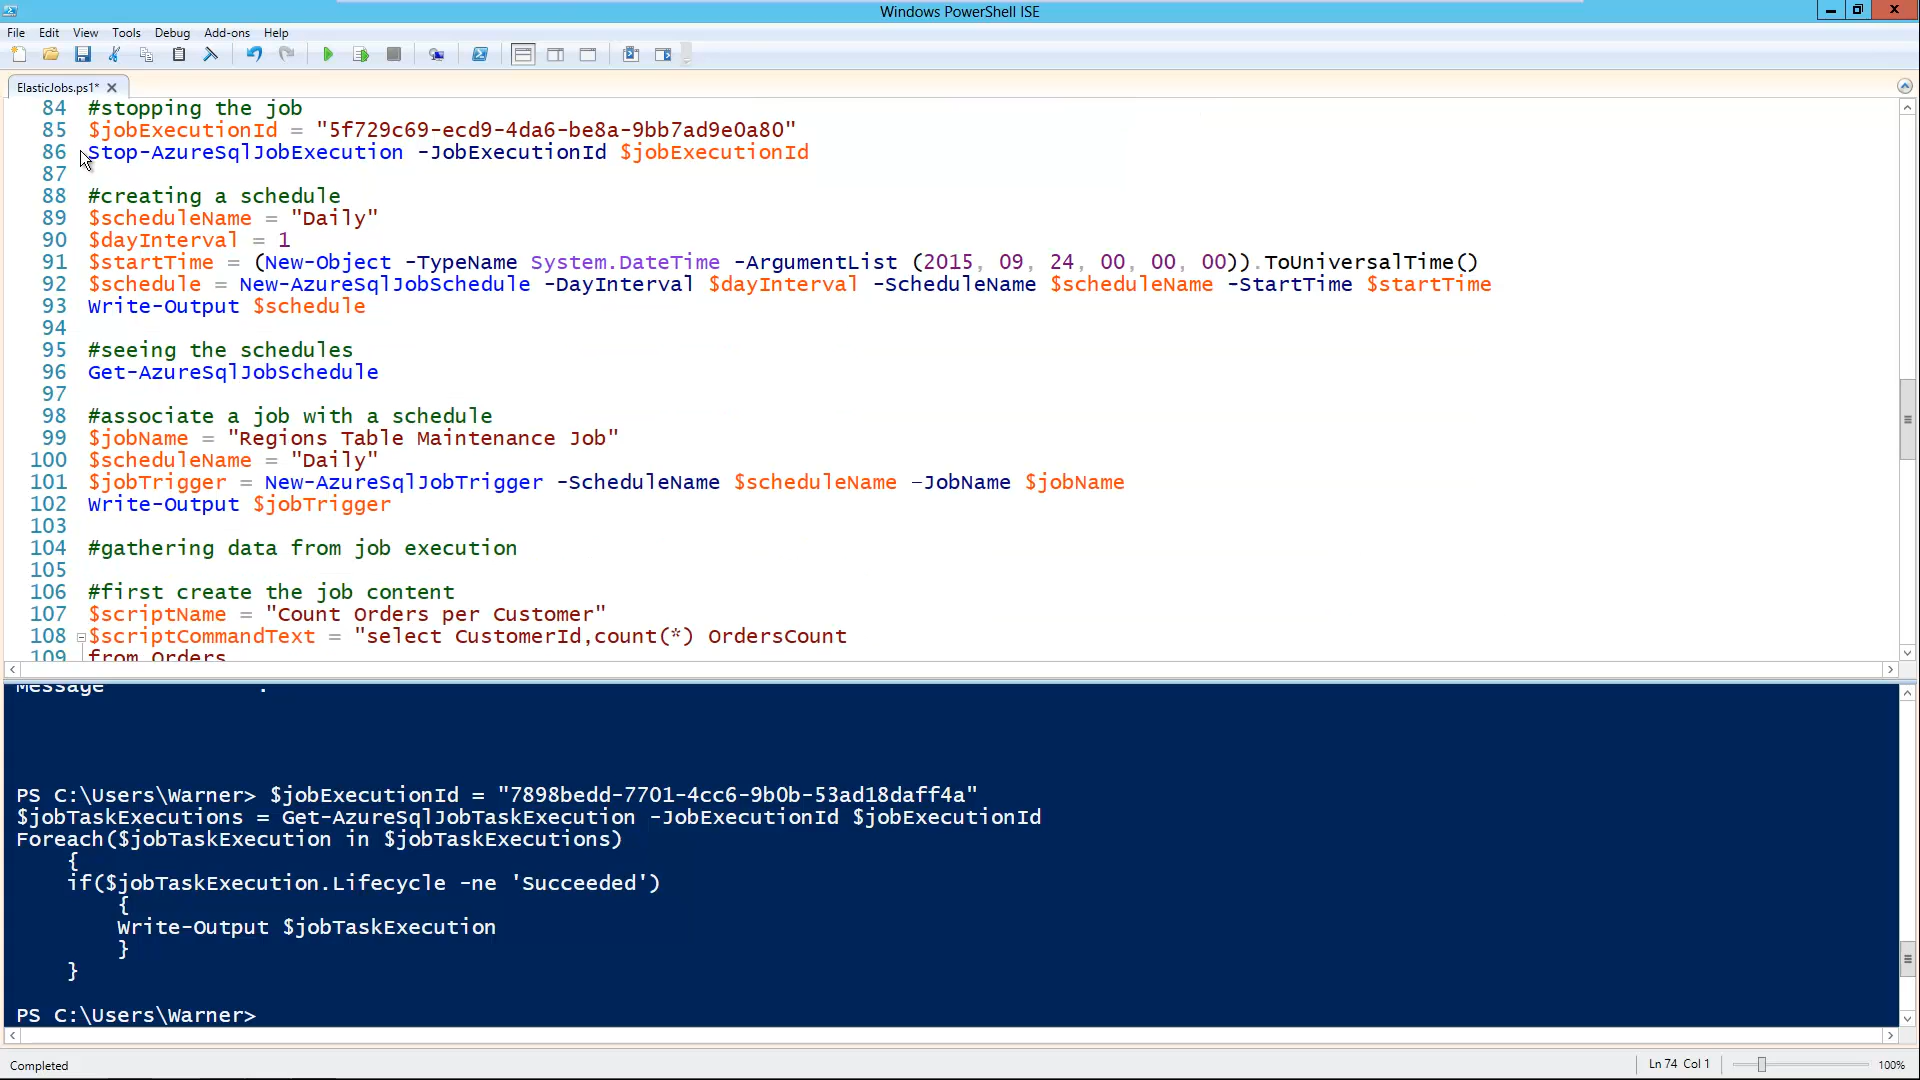 Windows PowerShell ISE
File Edit View Tools Debug Add-ons Help
ElasticJobs.ps1*
84 #stopping the job
85 $jobExecutionId = "5f729c69-ecd9-4da6-be8a-9bb7ad9e0a80"
86 Stop-AzureSqlJobExecution -JobExecutionId $jobExecutionId
87
88 #creating a schedule
89 $scheduleName = "Daily"
90 $dayInterval = 1
91 $startTime = (New-Object -TypeName System.DateTime -ArgumentList (2015, 09, 24, 00, 00, 00)).ToUniversalTime()
92 $schedule = New-AzureSqlJobSchedule -DayInterval $dayInterval -ScheduleName $scheduleName -StartTime $startTime
93 Write-Output $schedule
94
95 #seeing the schedules
96 Get-AzureSqlJobSchedule
97
98 #associate a job with a schedule
99 $jobName = "Regions Table Maintenance Job"
100 $scheduleName = "Daily"
101 $jobTrigger = New-AzureSqlJobTrigger -ScheduleName $scheduleName –JobName $jobName
102 Write-Output $jobTrigger
103
104 #gathering data from job execution
105
106 #first create the job content
107 $scriptName = "Count Orders per Customer"
108 $scriptCommandText = "select CustomerId,count(*) OrdersCount
109 from Orders
Message :
PS C:\Users\Warner> $jobExecutionId = "7898bedd-7701-4cc6-9b0b-53ad18daff4a"
$jobTaskExecutions = Get-AzureSqlJobTaskExecution -JobExecutionId $jobExecutionId
Foreach($jobTaskExecution in $jobTaskExecutions)
{
if($jobTaskExecution.Lifecycle -ne 'Succeeded')
{
Write-Output $jobTaskExecution
}
}
PS C:\Users\Warner>
Completed Ln 74 Col 1 100%